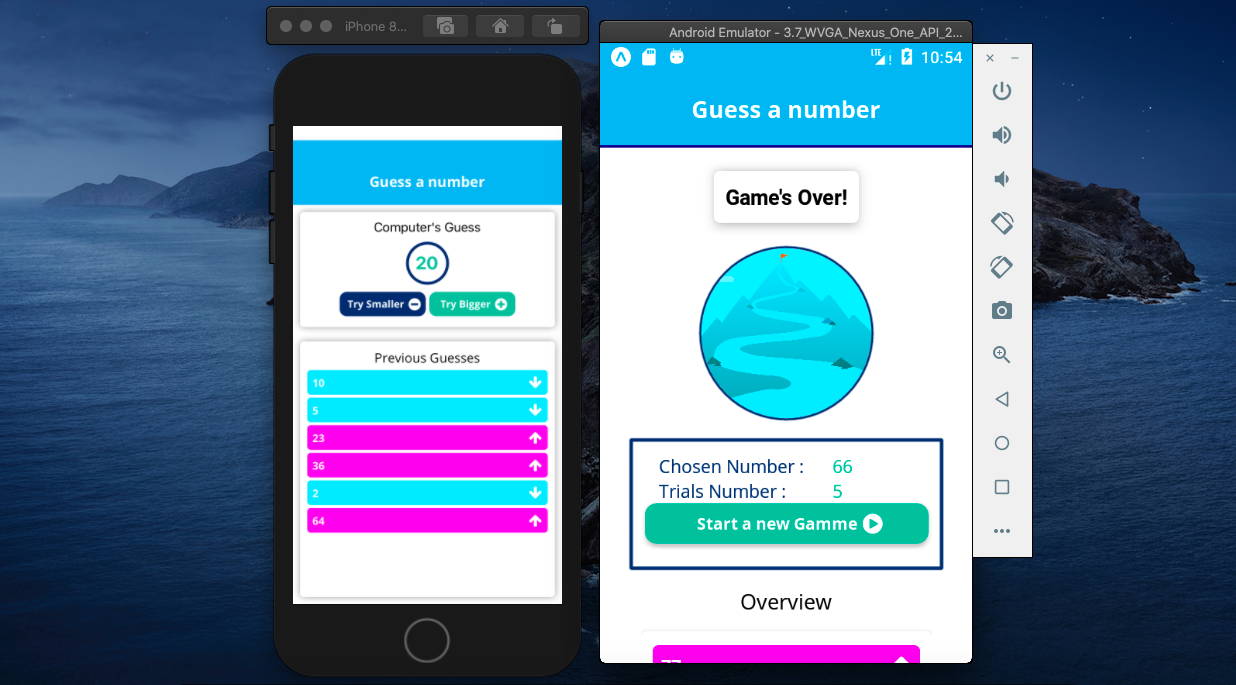 iPhone 8...
Guess a number
Computer's Guess
20
Try Smaller
Try Bigger
Previous Guesses
10
5
23
36
2
64
Android Emulator - 3.7_WVGA_Nexus_One_API_2...
LTE ! 10:54
Guess a number
Game's Over!
Chosen Number : 66
Trials Number : 5
Start a new Gamme
Overview
77